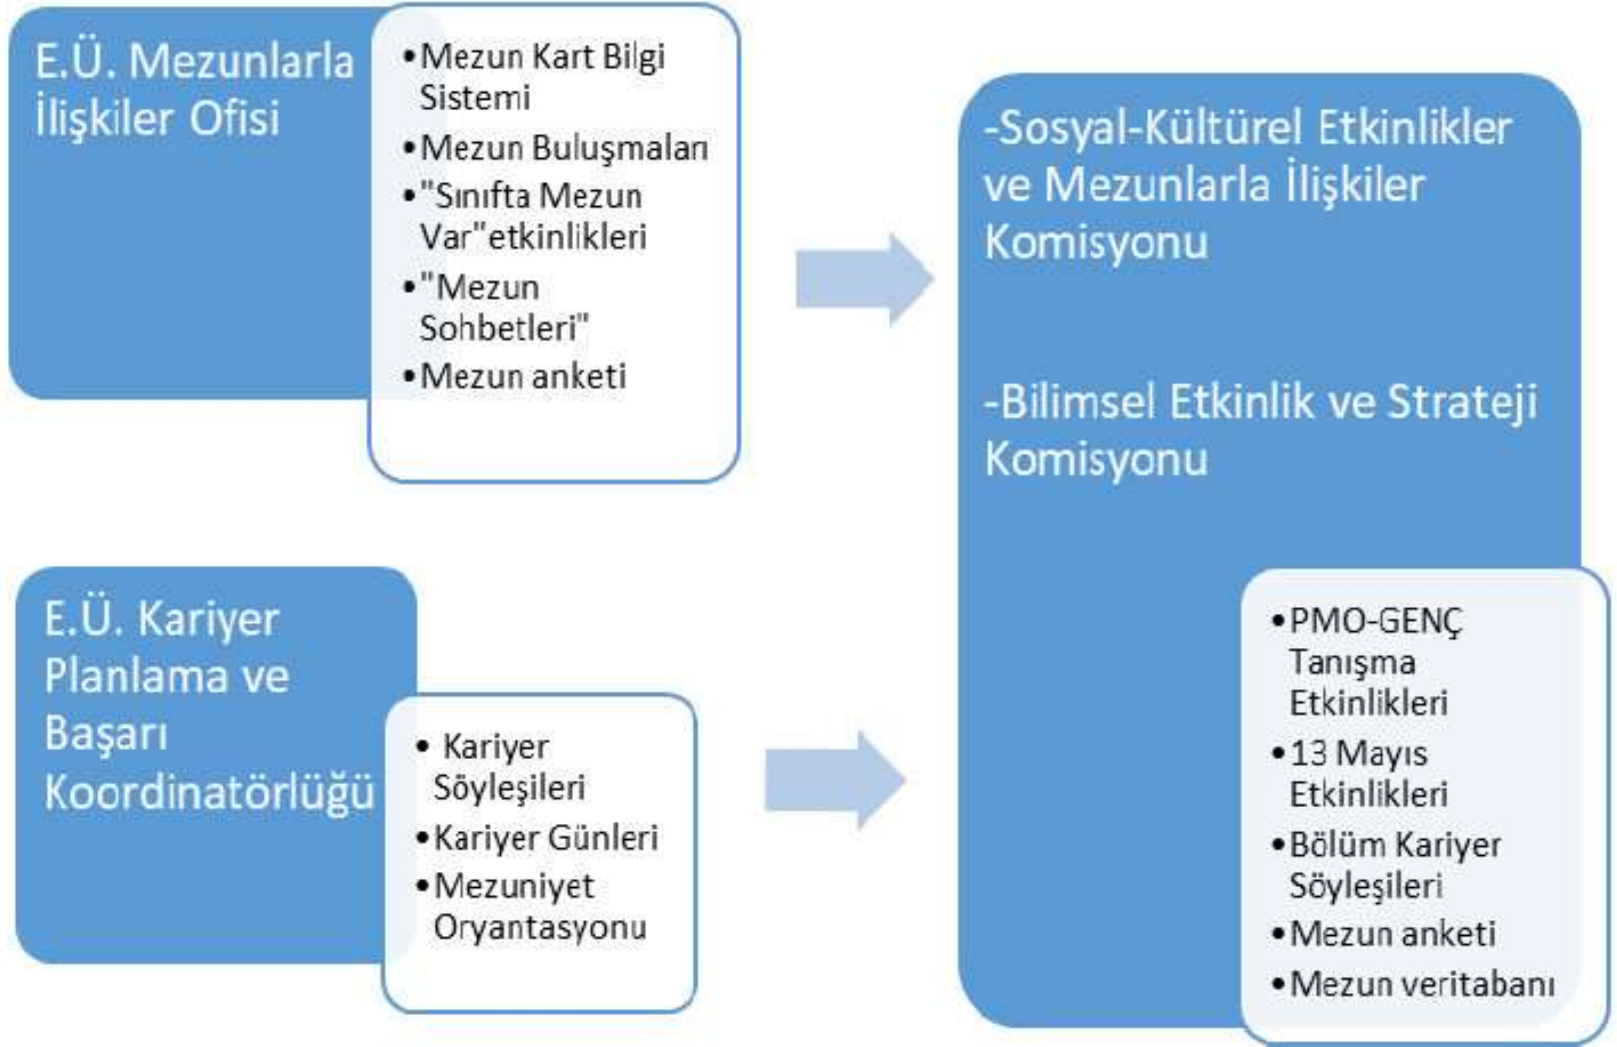 E.Ü. Mezunlarla
İlişkiler Ofisi
•Mezun Kart Bilgi
Sistemi
•Mezun Buluşmaları
•"Sınıfta Mezun
Var"etkinlikleri
•"Mezun
Sohbetleri"
•Mezun anketi
E.Ü. Kariyer
Planlama ve
Başarı
Koordinatörlüğü
• Kariyer
Söyleşileri
•Kariyer Günleri
•Mezuniyet
Oryantasyonu
-Sosyal-Kültürel Etkinlikler
ve Mezunlarla İlişkiler
Komisyonu
-Bilimsel Etkinlik ve Strateji
Komisyonu
•PMO-GENÇ
Tanışma
Etkinlikleri
•13 Mayıs
Etkinlikleri
•Bölüm Kariyer
Söyleşileri
•Mezun anketi
•Mezun veritabanı